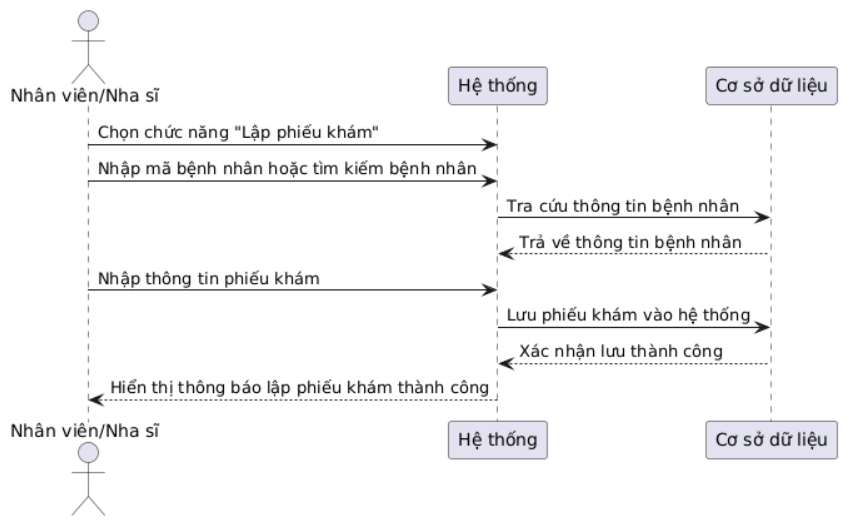 Nhân viên/Nha sĩ
Hệ thống
Cơ sở dữ liệu
Chọn chức năng "Lập phiếu khám"
Nhập mã bệnh nhân hoặc tìm kiếm bệnh nhân
Tra cứu thông tin bệnh nhân
Trả về thông tin bệnh nhân
Nhập thông tin phiếu khám
Lưu phiếu khám vào hệ thống
Xác nhận lưu thành công
Hiển thị thông báo lập phiếu khám thành công
Nhân viên/Nha sĩ
Hệ thống
Cơ sở dữ liệu